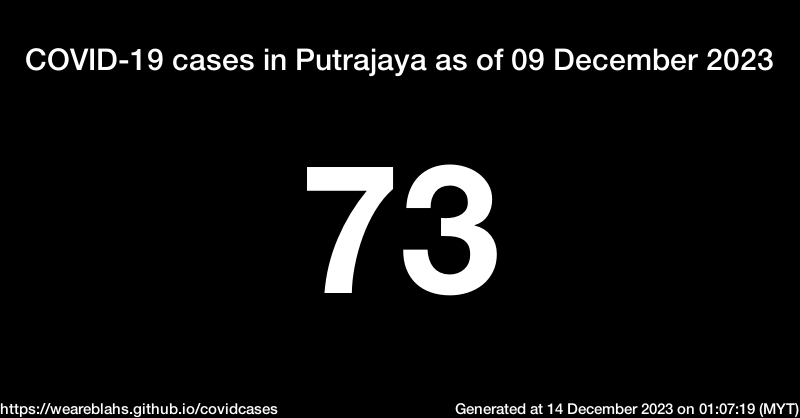 COVID-19 cases in Putrajaya as of 09 December 2023
73
https://weareblahs.github.io/covidcases
Generated at 14 December 2023 on 01:07:19 (MYT)